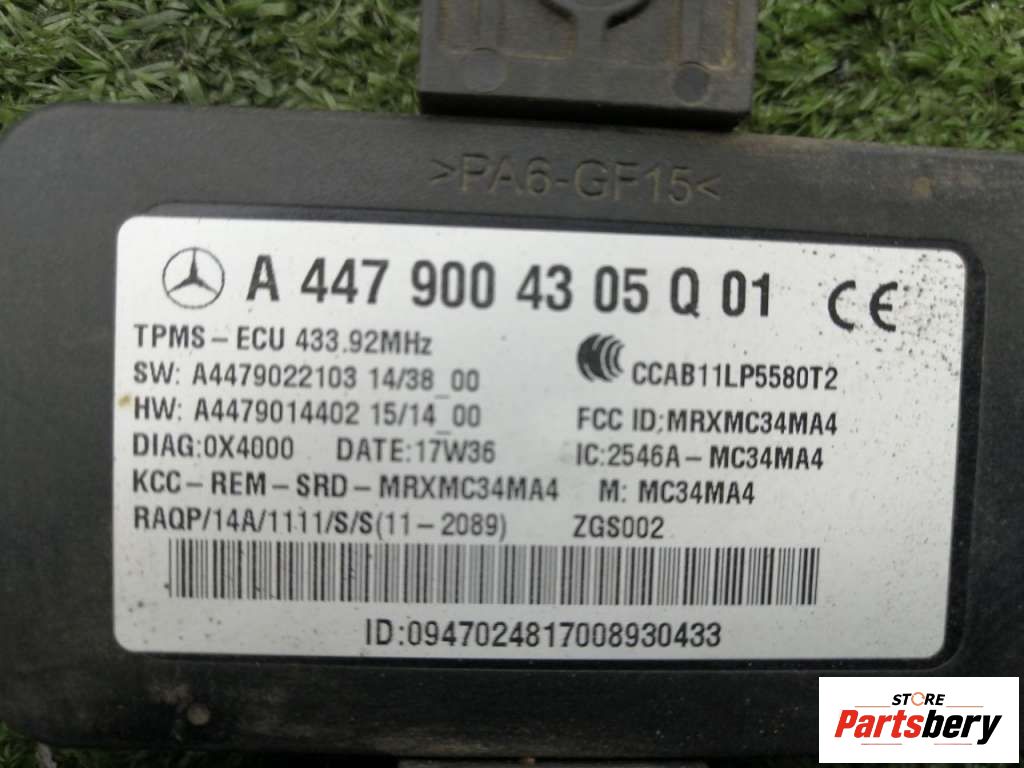 >PA6-GF15<
A 447 900 43 05 Q 01 CE
TPMS-ECU 433.92MHz
SW: A4479022103 14/38_00
CCAB11LP5580T2
HW: A4479014402 15/14_00
FCC ID:MRXMC34MA4
DIAG:0X4000 DATE:17W36
IC:2546A-MC34MA4
KCC-REM-SRD-MRXMC34MA4 M: MC34MA4
RAQP/14A/1111/S/S(11-2089) ZGS002
ID:0947024817008930433
STORE
Partsbery